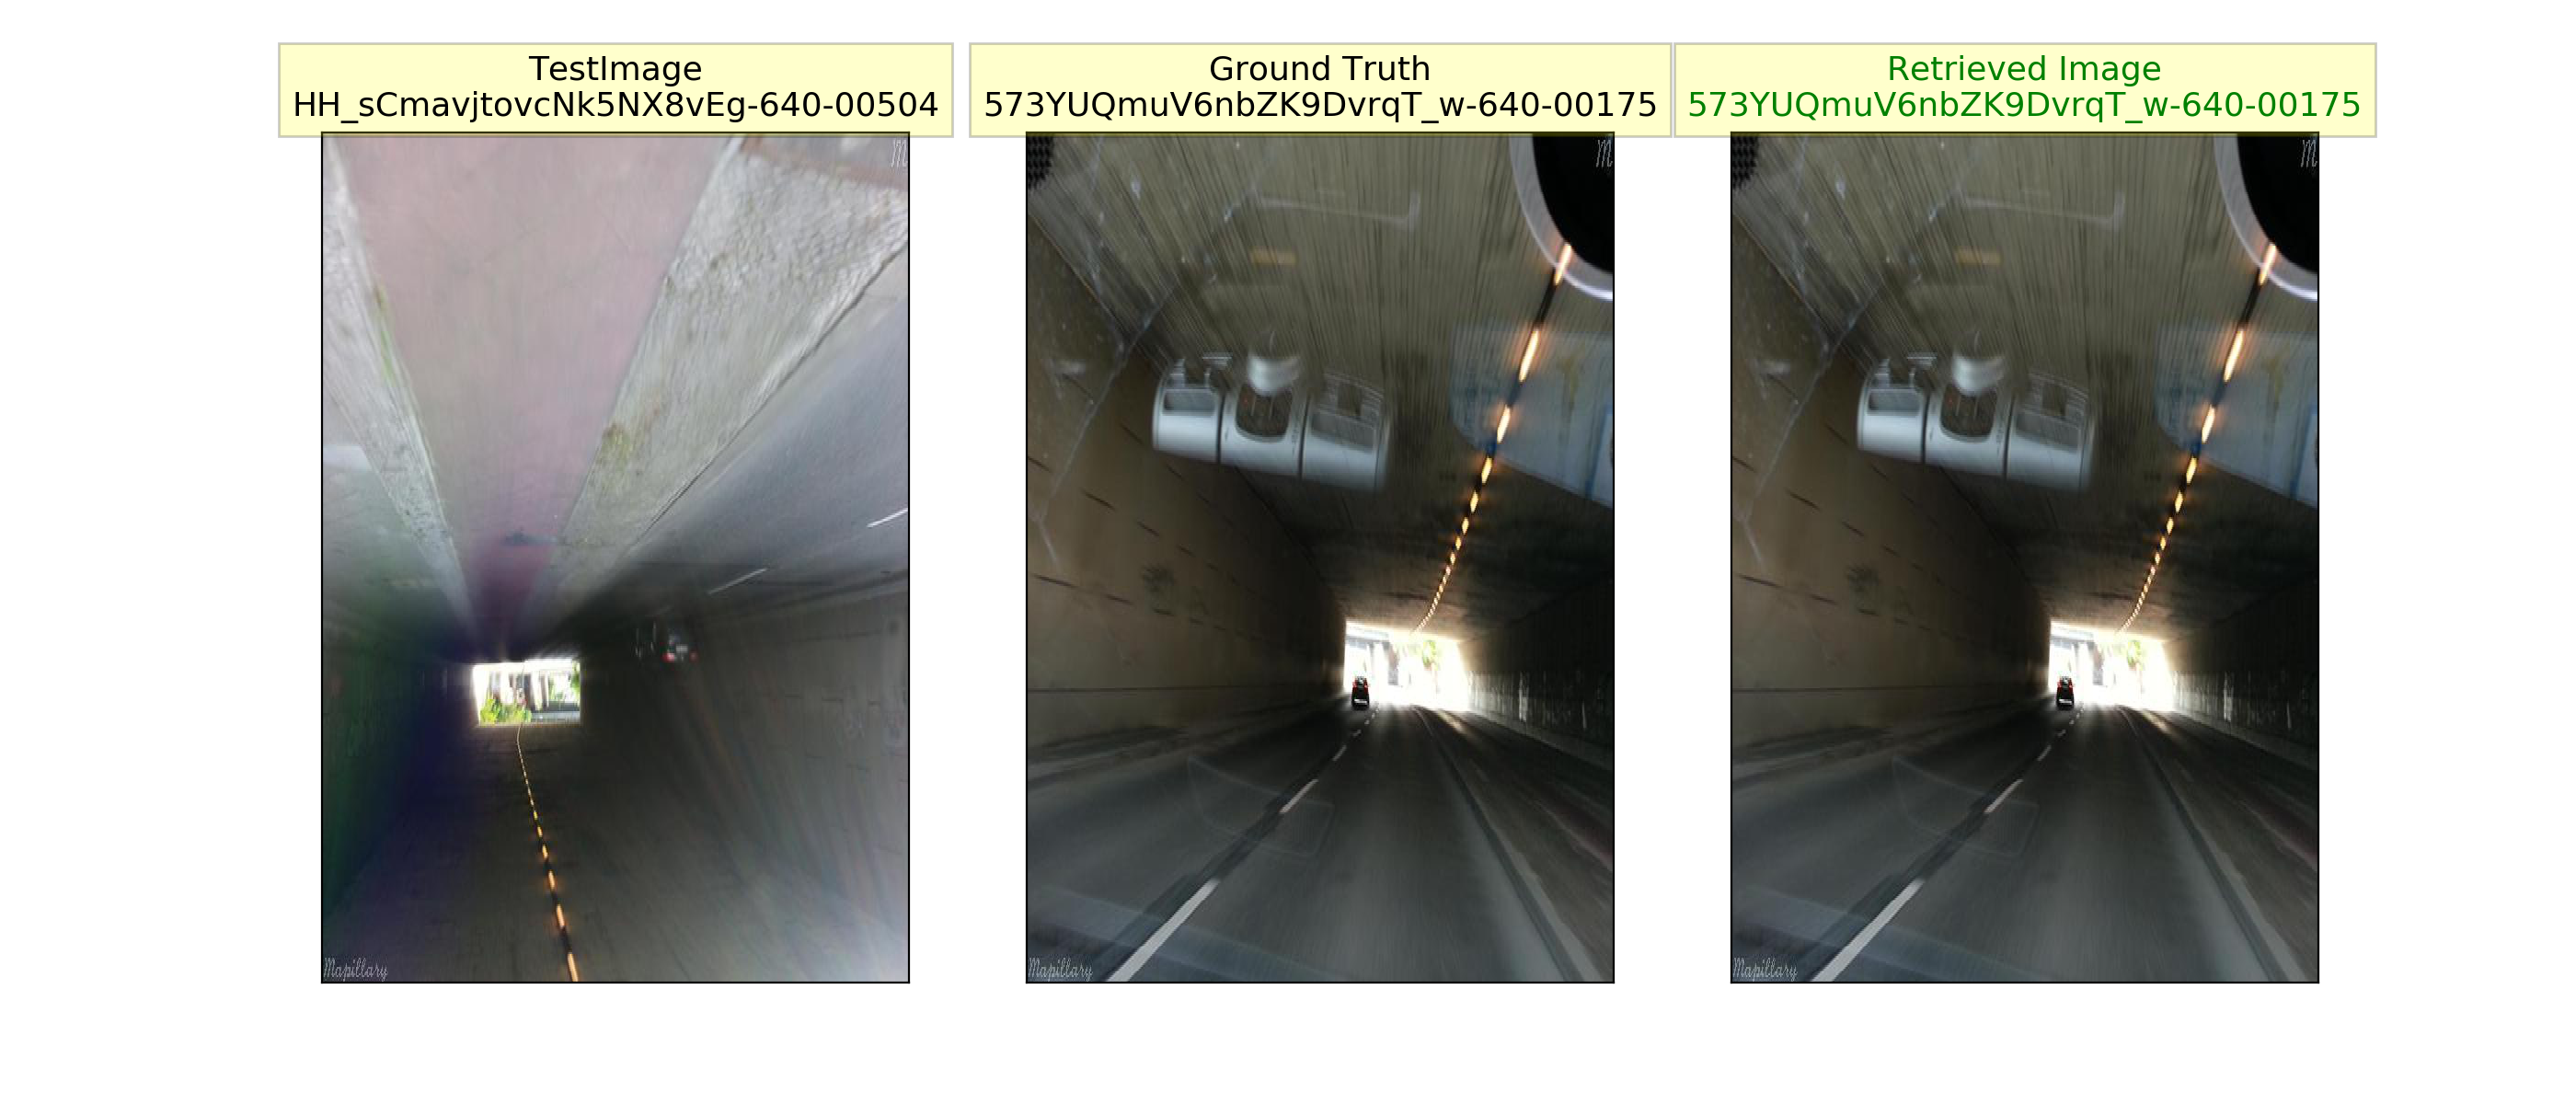 TestImage
HH_sCmavjtovcNk5NX8vEg-640-00504
Ground Truth
573YUQmuV6nbZK9DvrqT_w-640-00175
Retrieved Image
573YUQmuV6nbZK9DvrqT_w-640-00175
M
M
M
Mapillary
Mapillary
Mapillary